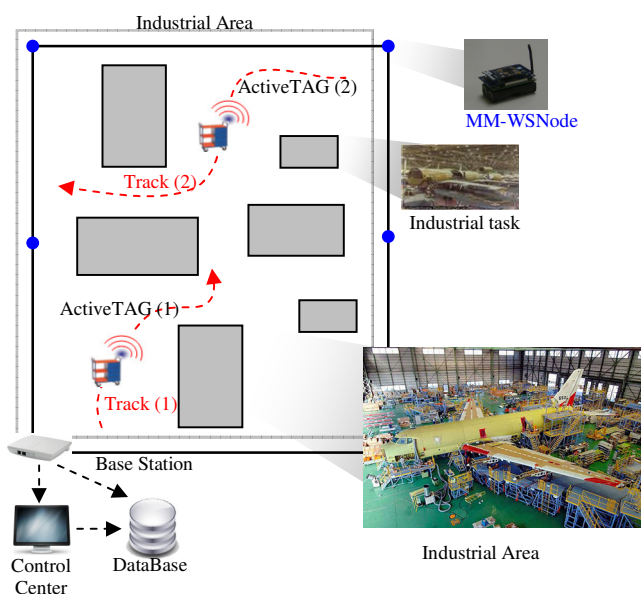 Industrial Area
ActiveTAG (2)
MM-WSNode
Track (2)
Industrial task
ActiveTAG (1)
Track (1)
Base Station
Control
Center
DataBase
Industrial Area